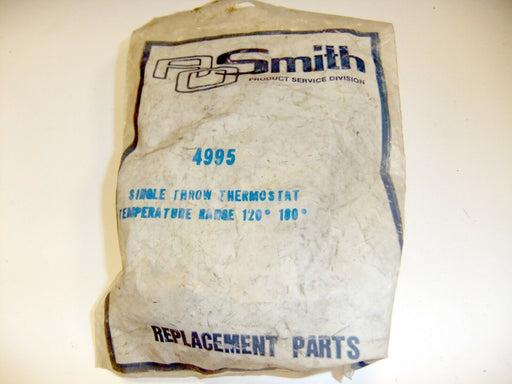 AOSmith
PRODUCT SERVICE DIVISION
4995
SINGLE THROW THERMOSTAT
TEMPERATURE RANGE 120° 180°
REPLACEMENT PARTS